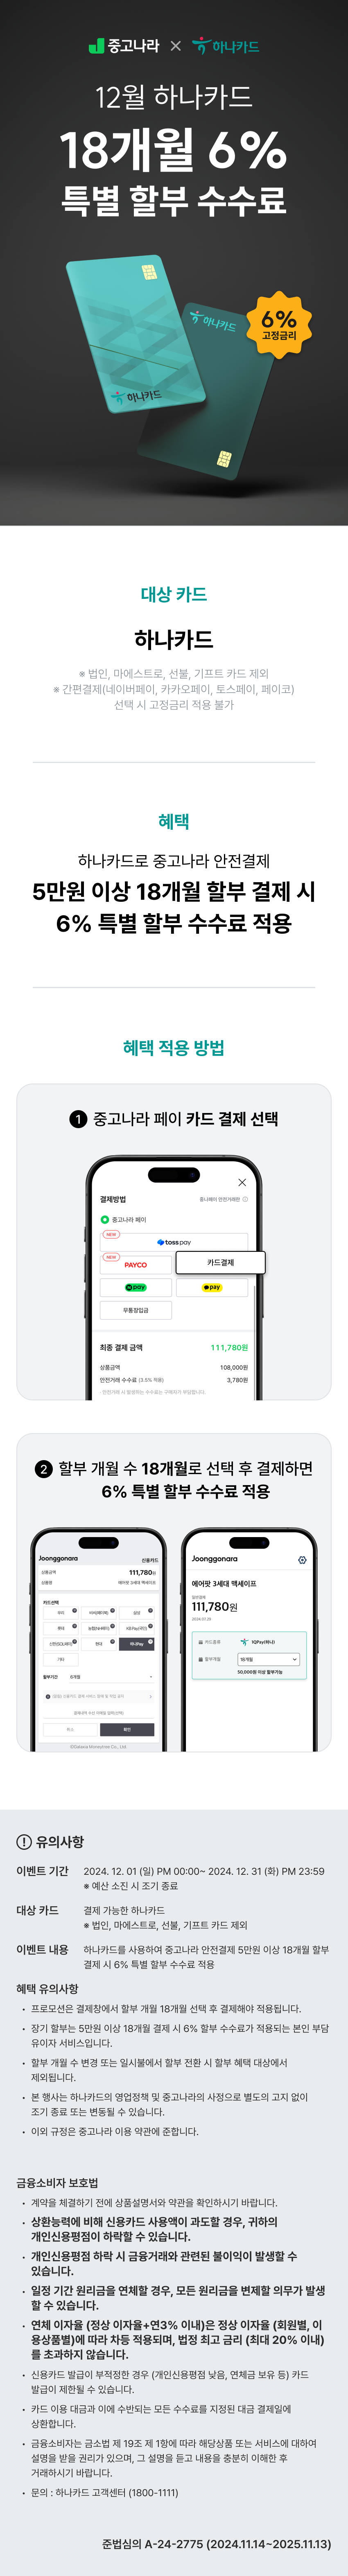 중고나라 × 하나카드
12월 하나카드
18개월 6%
특별 할부 수수료
하나카드
하나카드
6%
고정금리
대상 카드
하나카드
※ 법인, 마에스트로, 선불, 기프트 카드 제외
※ 간편결제(네이버페이, 카카오페이, 토스페이, 페이코)
선택 시 고정금리 적용 불가
혜택
하나카드로 중고나라 안전결제
5만원 이상 18개월 할부 결제 시
6% 특별 할부 수수료 적용
혜택 적용 방법
1 중고나라 페이 카드 결제 선택
결제방법
중고나라 페이
NEW
toss pay
NEW
PAYCO
카드결제
pay
pay
무통장입금
최종 결제 금액 111,780원
상품금액 108,000원
안전거래 수수료 (3.5% 적용) 3,780원
2 할부 개월 수 18개월로 선택 후 결제하면
6% 특별 할부 수수료 적용
Joonggonara 신용카드
상품금액 111,780원
상품명 에어팟 3세대 맥세이프
카드선택
우리
삼성
롯데
현대
하나Pay
기타
할부기간
취소
확인
Joonggonara
에어팟 3세대 맥세이프
111,780원
2024.07.29
카드종류 1QPay(하나)
할부개월 18개월
50,000원 이상 할부가능
유의사항
이벤트 기간 2024. 12. 01 (일) PM 00:00~ 2024. 12. 31 (화) PM 23:59
※ 예산 소진 시 조기 종료
대상 카드 결제 가능한 하나카드
※ 법인, 마에스트로, 선불, 기프트 카드 제외
이벤트 내용 하나카드를 사용하여 중고나라 안전결제 5만원 이상 18개월 할부
결제 시 6% 특별 할부 수수료 적용
혜택 유의사항
• 프로모션은 결제창에서 할부 개월 18개월 선택 후 결제해야 적용됩니다.
• 장기 할부는 5만원 이상 18개월 결제 시 6% 할부 수수료가 적용되는 본인 부담
유이자 서비스입니다.
• 할부 개월 수 변경 또는 일시불에서 할부 전환 시 할부 혜택 대상에서
제외됩니다.
• 본 행사는 하나카드의 영업정책 및 중고나라의 사정으로 별도의 고지 없이
조기 종료 또는 변동될 수 있습니다.
• 이외 규정은 중고나라 이용 약관에 준합니다.
금융소비자 보호법
• 계약을 체결하기 전에 상품설명서와 약관을 확인하시기 바랍니다.
• 상환능력에 비해 신용카드 사용액이 과도할 경우, 귀하의
개인신용평점이 하락할 수 있습니다.
• 개인신용평점 하락 시 금융거래와 관련된 불이익이 발생할 수
있습니다.
• 일정 기간 원리금을 연체할 경우, 모든 원리금을 변제할 의무가 발생
할 수 있습니다.
• 연체 이자율 (정상 이자율+연3% 이내)은 정상 이자율 (회원별, 이
용상품별)에 따라 차등 적용되며, 법정 최고 금리 (최대 20% 이내)
를 초과하지 않습니다.
• 신용카드 발급이 부적정한 경우 (개인신용평점 낮음, 연체금 보유 등) 카드
발급이 제한될 수 있습니다.
• 카드 이용 대금과 이에 수반되는 모든 수수료를 지정된 대금 결제일에
상환합니다.
• 금융소비자는 금소법 제 19조 제 1항에 따라 해당상품 또는 서비스에 대하여
설명을 받을 권리가 있으며, 그 설명을 듣고 내용을 충분히 이해한 후
거래하시기 바랍니다.
• 문의 : 하나카드 고객센터 (1800-1111)
준법심의 A-24-2775 (2024.11.14~2025.11.13)